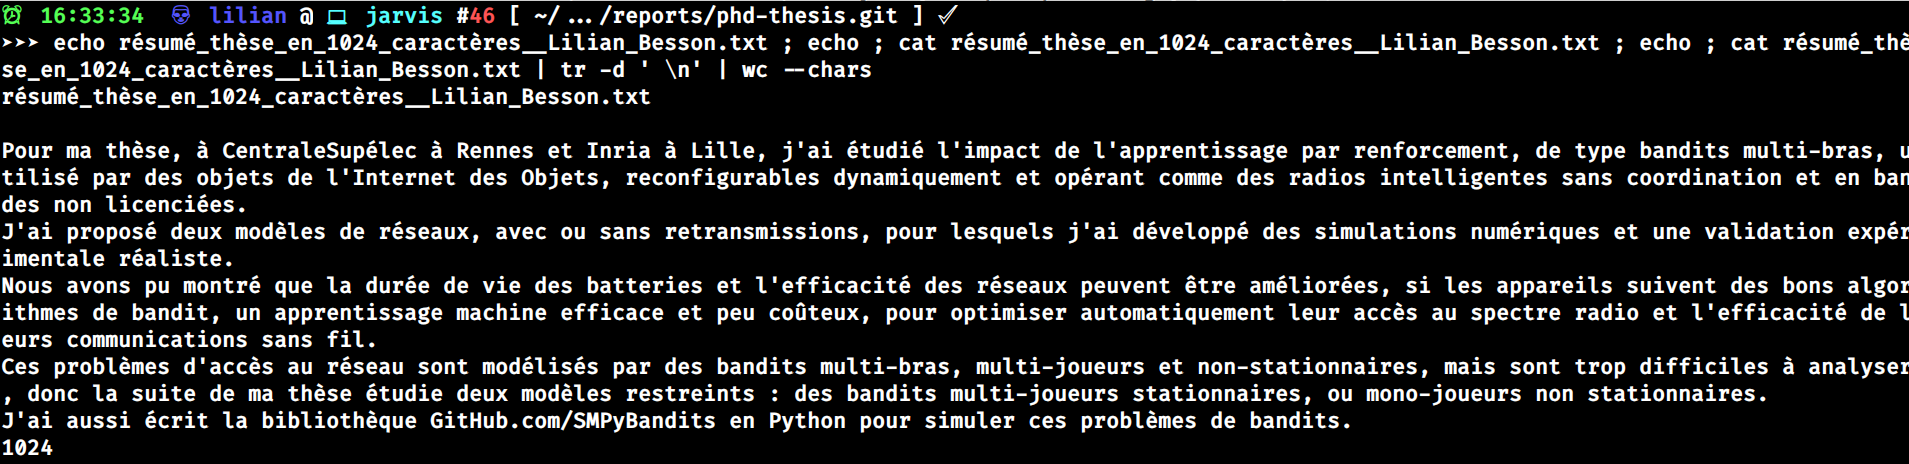 16:33:34 lilian @ jarvis #46 [ ~/…/reports/phd-thesis.git ] ✓
➤➤➤ echo résumé_thèse_en_1024_caractères__Lilian_Besson.txt ; echo ; cat résumé_thèse_en_1024_caractères__Lilian_Besson.txt ; echo ; cat résumé_thè
se_en_1024_caractères__Lilian_Besson.txt | tr -d ' \n' | wc --chars
résumé_thèse_en_1024_caractères__Lilian_Besson.txt
Pour ma thèse, à CentraleSupélec à Rennes et Inria à Lille, j'ai étudié l'impact de l'apprentissage par renforcement, de type bandits multi-bras, u
tilisé par des objets de l'Internet des Objets, reconfigurables dynamiquement et opérant comme des radios intelligentes sans coordination et en ban
des non licenciées.
J'ai proposé deux modèles de réseaux, avec ou sans retransmissions, pour lesquels j'ai développé des simulations numériques et une validation expér
imentale réaliste.
Nous avons pu montré que la durée de vie des batteries et l'efficacité des réseaux peuvent être améliorées, si les appareils suivent des bons algor
ithmes de bandit, un apprentissage machine efficace et peu coûteux, pour optimiser automatiquement leur accès au spectre radio et l'efficacité de l
eurs communications sans fil.
Ces problèmes d'accès au réseau sont modélisés par des bandits multi-bras, multi-joueurs et non-stationnaires, mais sont trop difficiles à analyser
, donc la suite de ma thèse étudie deux modèles restreints : des bandits multi-joueurs stationnaires, ou mono-joueurs non stationnaires.
J'ai aussi écrit la bibliothèque GitHub.com/SMPyBandits en Python pour simuler ces problèmes de bandits.
1024